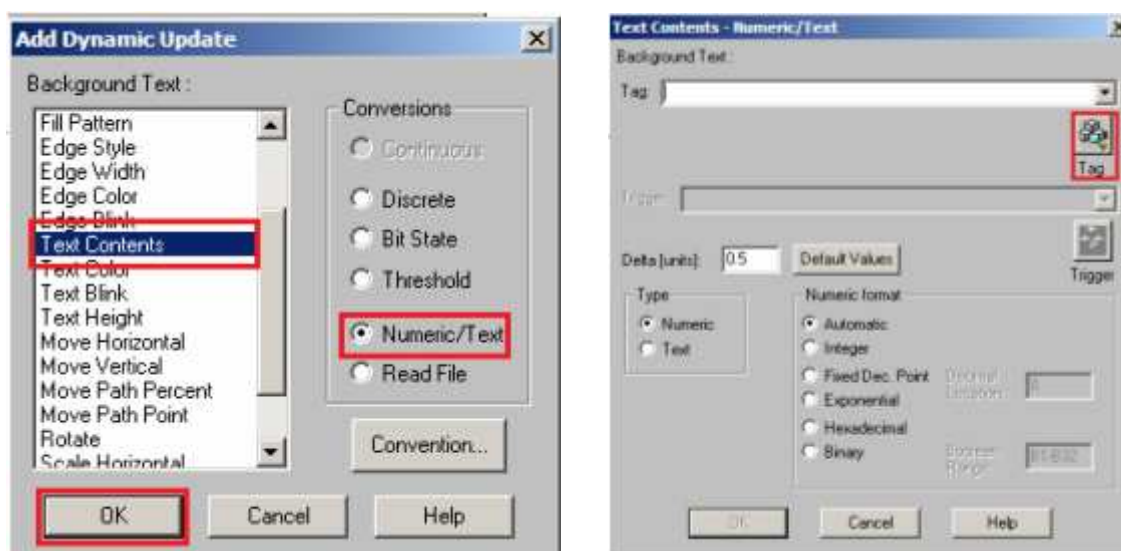 Add Dynamic Update
Background Text :
Fill Pattern
Edge Style
Edge Width
Edge Color
Edge Blink
Text Contents
Text Color
Text Blink
Text Height
Move Horizontal
Move Vertical
Move Path Percent
Move Path Point
Rotate
Scale Horizontal
Conversions
Continuous
Discrete
Bit State
Threshold
Numeric/Text
Read File
Convention...
OK
Cancel
Help
Text Contents - Numeric/Text
Background Text :
Tag:
Tag
Trigger:
Trigger
Delta [units]:
0.5
Default Values
Type
Numeric
Text
Numeric format
Automatic
Integer
Fixed Dec. Point
Exponential
Hexadecimal
Binary
Decimal
Location:
Range:
OK
Cancel
Help